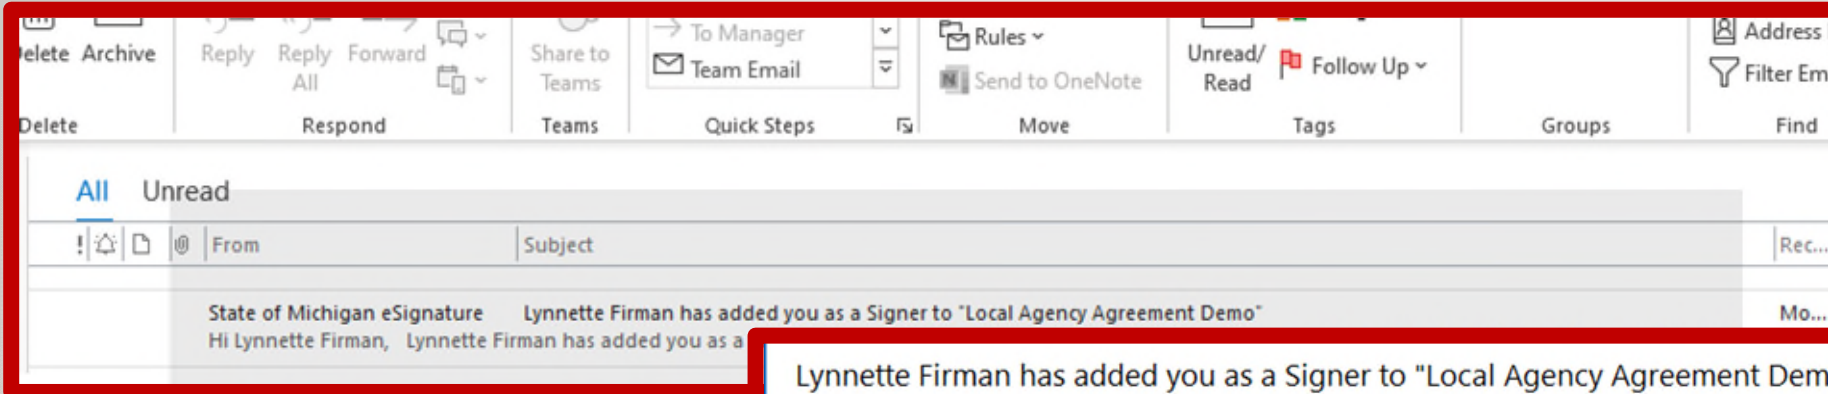 Delete Archive Reply Reply All Forward Share to Teams To Manager Rules Unread/ Read Follow Up Address
Team Email Send to OneNote Filter Em
Delete Respond Teams Quick Steps Move Tags Groups Find
All Unread
! From Subject Rec...
State of Michigan eSignature Lynnette Firman has added you as a Signer to "Local Agency Agreement Demo" Mo...
Hi Lynnette Firman, Lynnette Firman has added you as a
Lynnette Firman has added you as a Signer to "Local Agency Agreement Dem